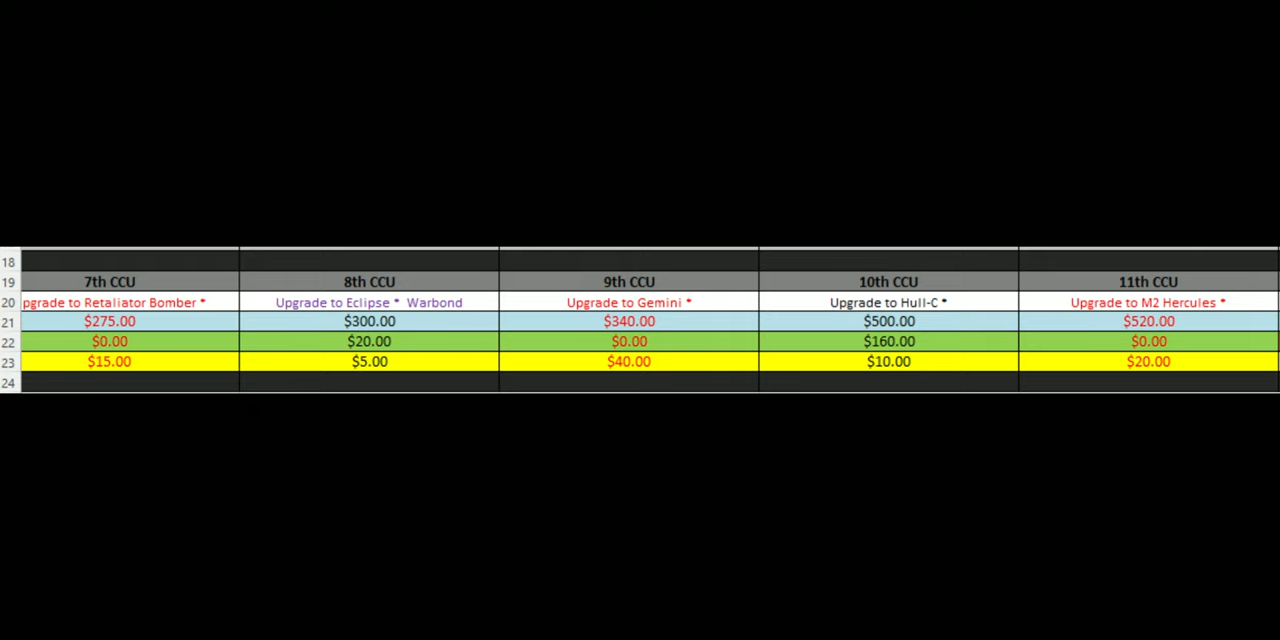 18
19 7th CCU 8th CCU 9th CCU 10th CCU 11th CCU
20 pgrade to Retaliator Bomber * Upgrade to Eclipse * Warbond Upgrade to Gemini * Upgrade to Hull-C * Upgrade to M2 Hercules *
21 $275.00 $300.00 $340.00 $500.00 $520.00
22 $0.00 $20.00 $0.00 $160.00 $0.00
23 $15.00 $5.00 $40.00 $10.00 $20.00
24